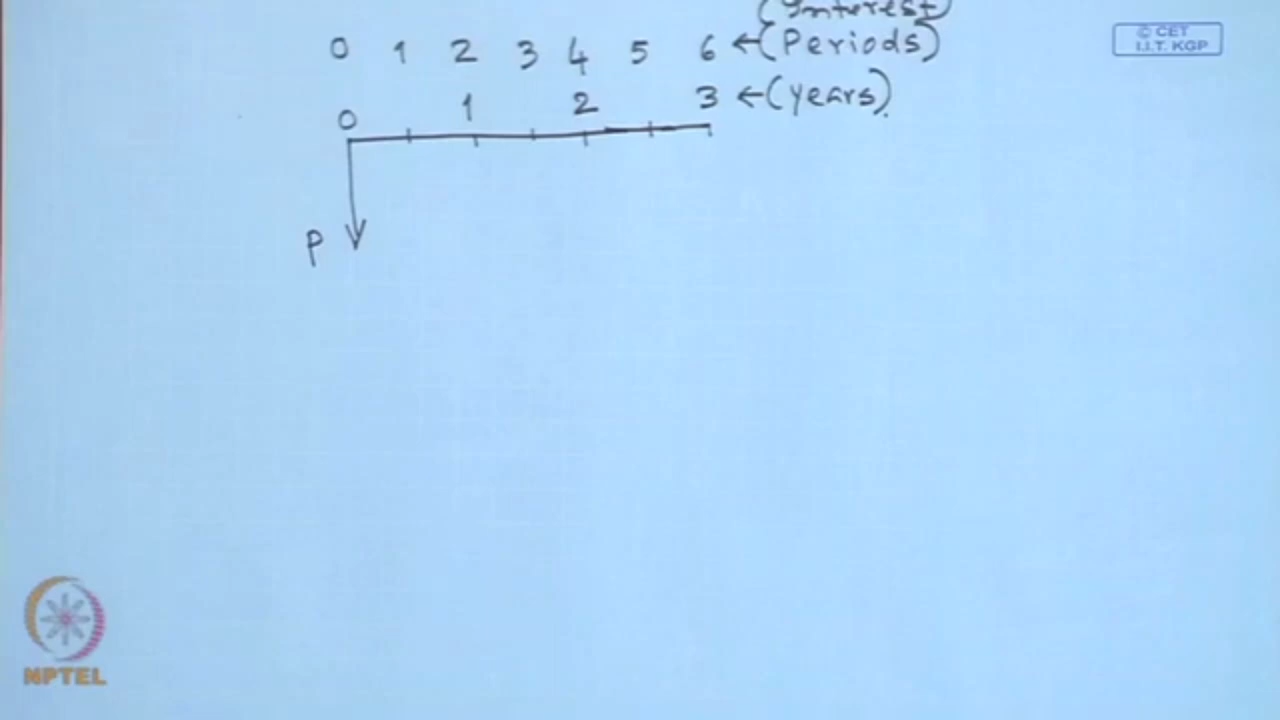 (Interest)
0 1 2 3 4 5 6 ←(Periods)
0 1 2 3 ←(years).
P
© CET
I.I.T. KGP
NPTEL